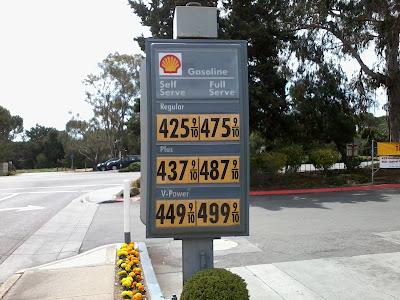 Gasoline
Self Full
Serve Serve
Regular
425 9/10 475 9/10
Plus
437 9/10 487 9/10
V-Power
449 9/10 499 9/10